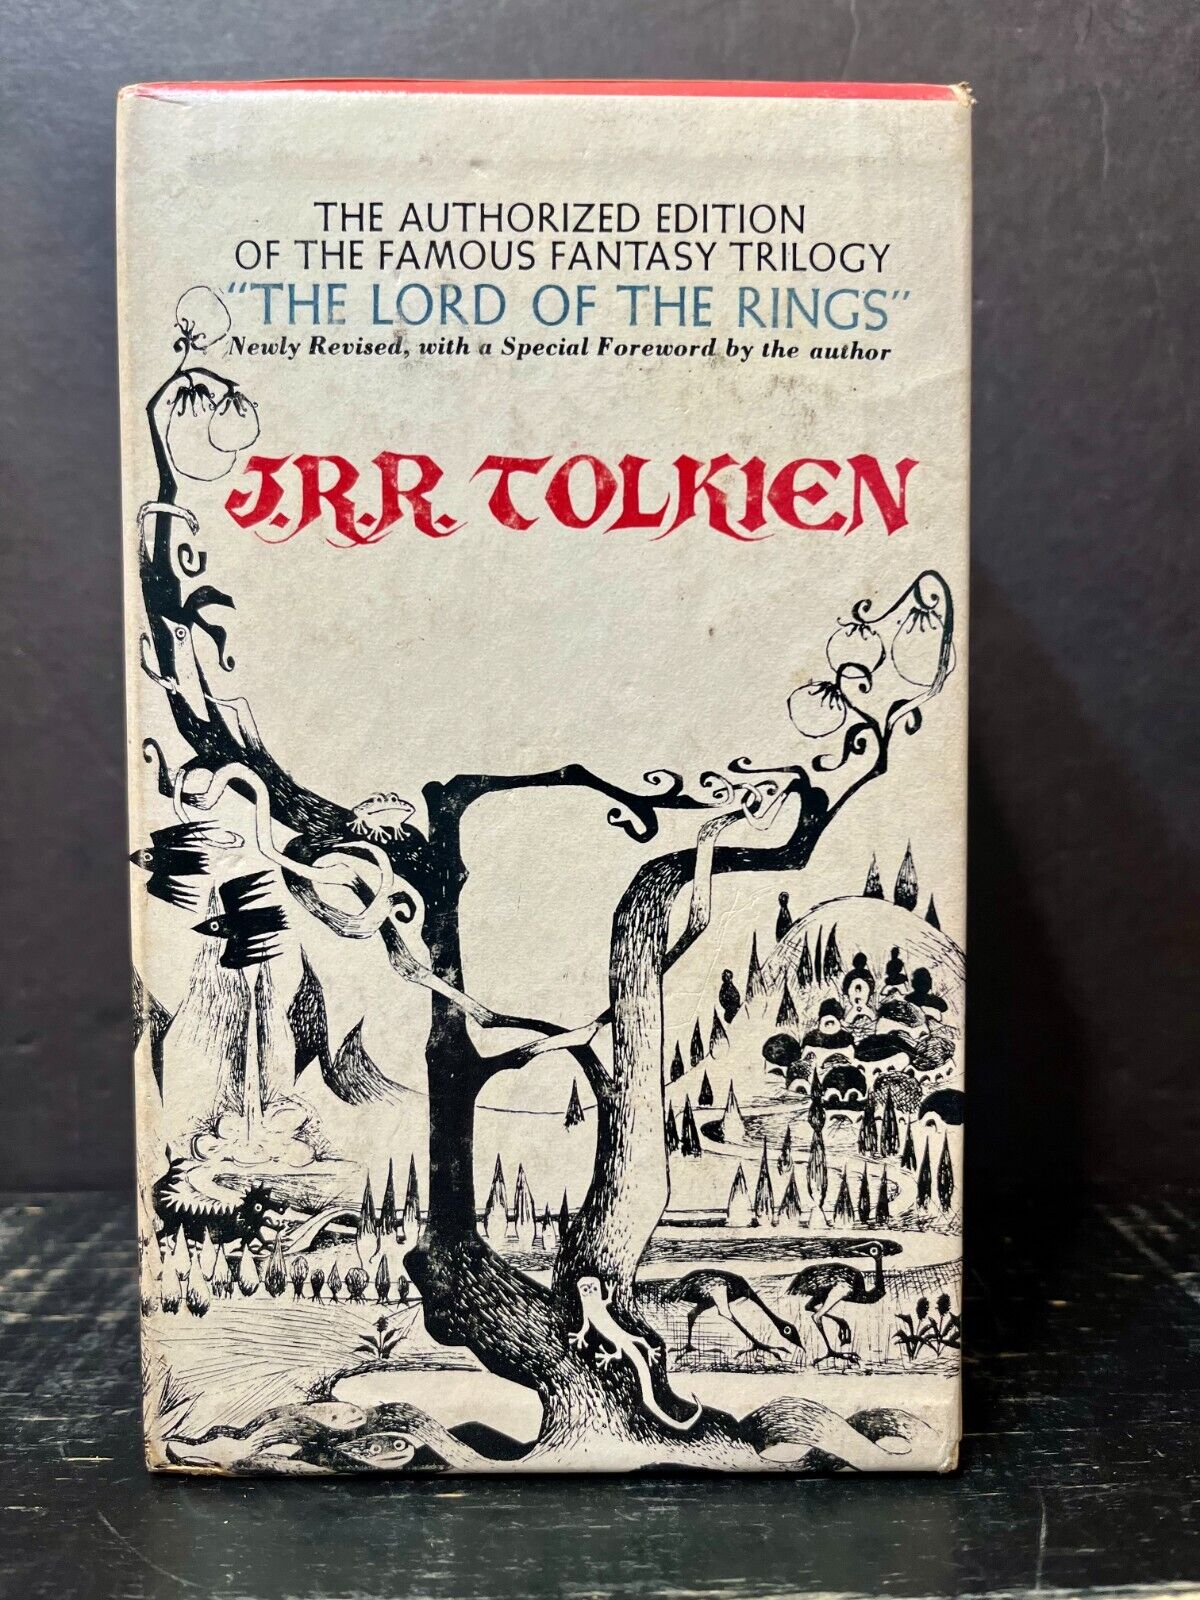 THE AUTHORIZED EDITION
OF THE FAMOUS FANTASY TRILOGY
"THE LORD OF THE RINGS"
Newly Revised, with a Special Foreword by the author
J.R.R. TOLKIEN